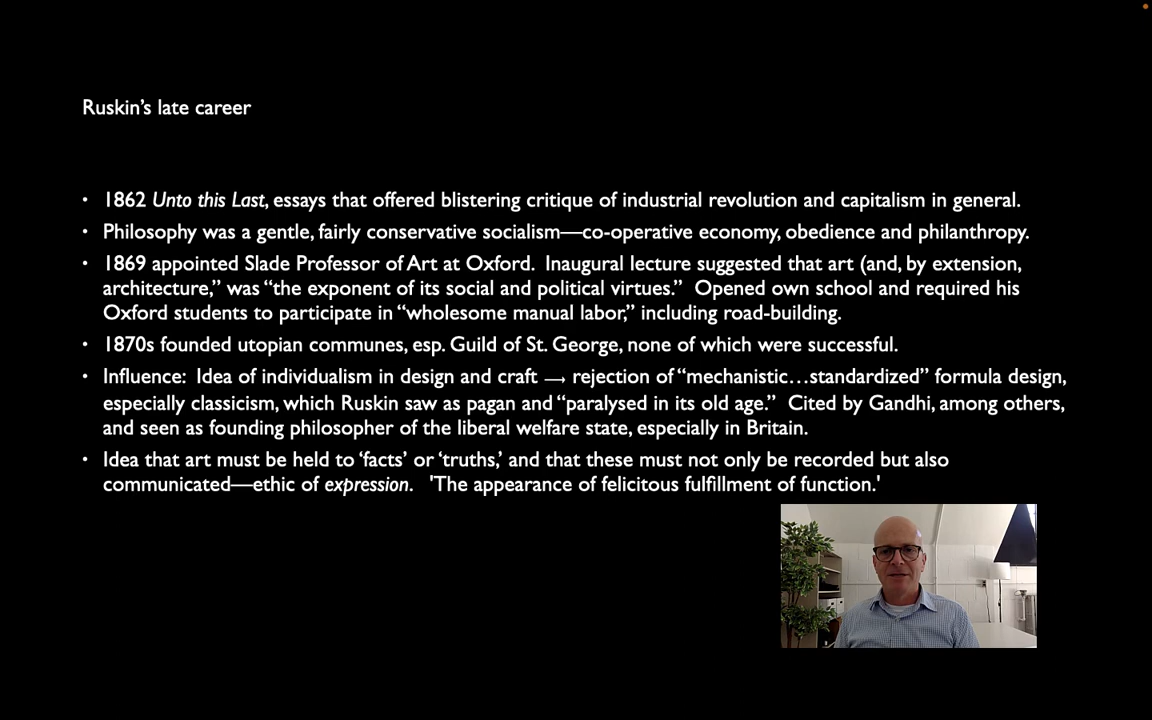 Ruskin’s late career
• 1862 Unto this Last, essays that offered blistering critique of industrial revolution and capitalism in general.
• Philosophy was a gentle, fairly conservative socialism—co-operative economy, obedience and philanthropy.
• 1869 appointed Slade Professor of Art at Oxford.  Inaugural lecture suggested that art (and, by extension,
architecture,” was “the exponent of its social and political virtues.”  Opened own school and required his
Oxford students to participate in “wholesome manual labor,” including road-building.
• 1870s founded utopian communes, esp. Guild of St. George, none of which were successful.
• Influence:  Idea of individualism in design and craft → rejection of “mechanistic…standardized” formula design,
especially classicism, which Ruskin saw as pagan and “paralysed in its old age.”  Cited by Gandhi, among others,
and seen as founding philosopher of the liberal welfare state, especially in Britain.
• Idea that art must be held to ‘facts’ or ‘truths,’ and that these must not only be recorded but also
communicated—ethic of expression.   'The appearance of felicitous fulfillment of function.'